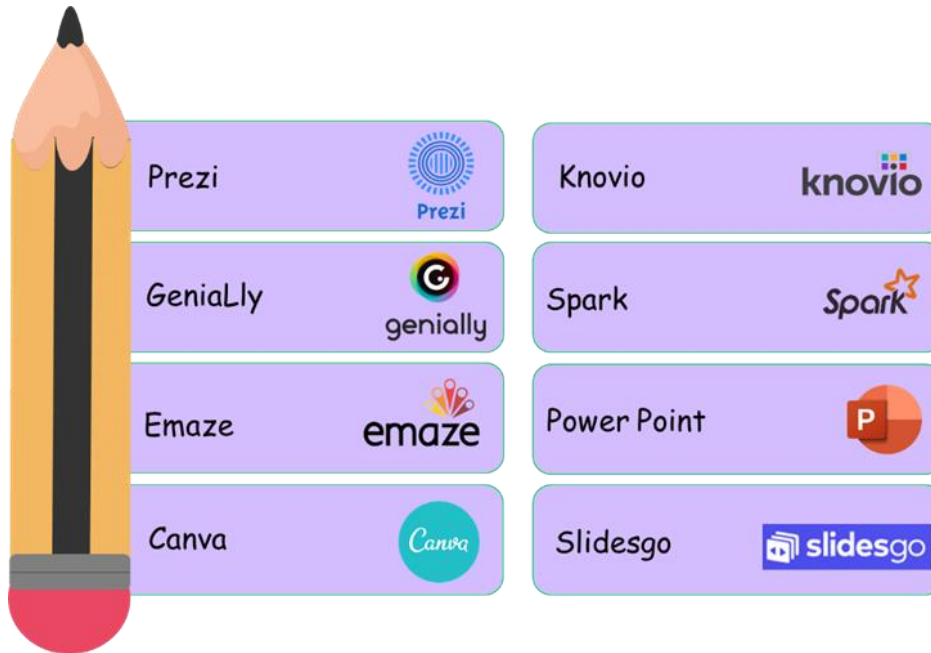 Prezi
Prezi
Knovio
knovio
GeniaLly
genially
Spark
Spark
Emaze
emaze
Power Point
P
Canva
Canva
Slidesgo
slidesgo